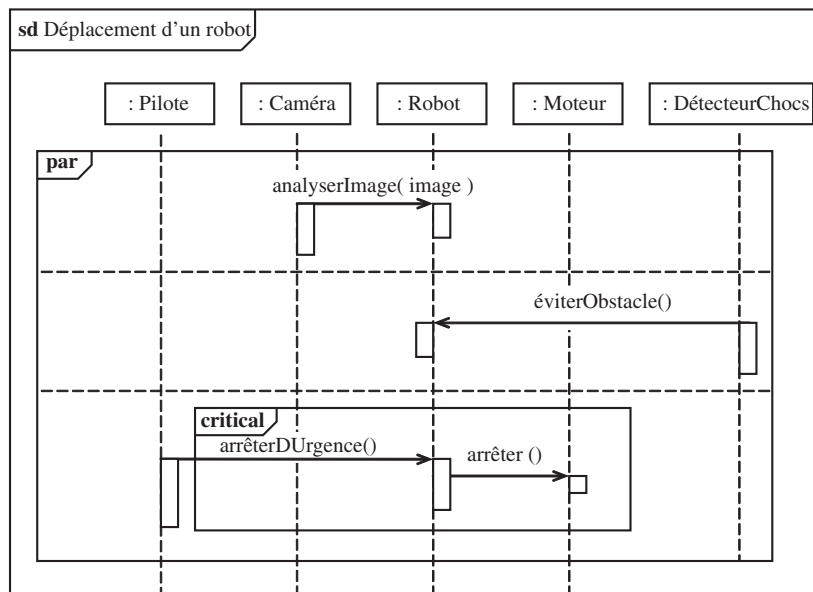 sd Déplacement d'un robot
: Pilote
: Caméra
: Robot
: Moteur
: DétecteurChocs
par
analyserImage( image )
éviterObstacle()
critical
arrêterDUrgence()
arrêter ()